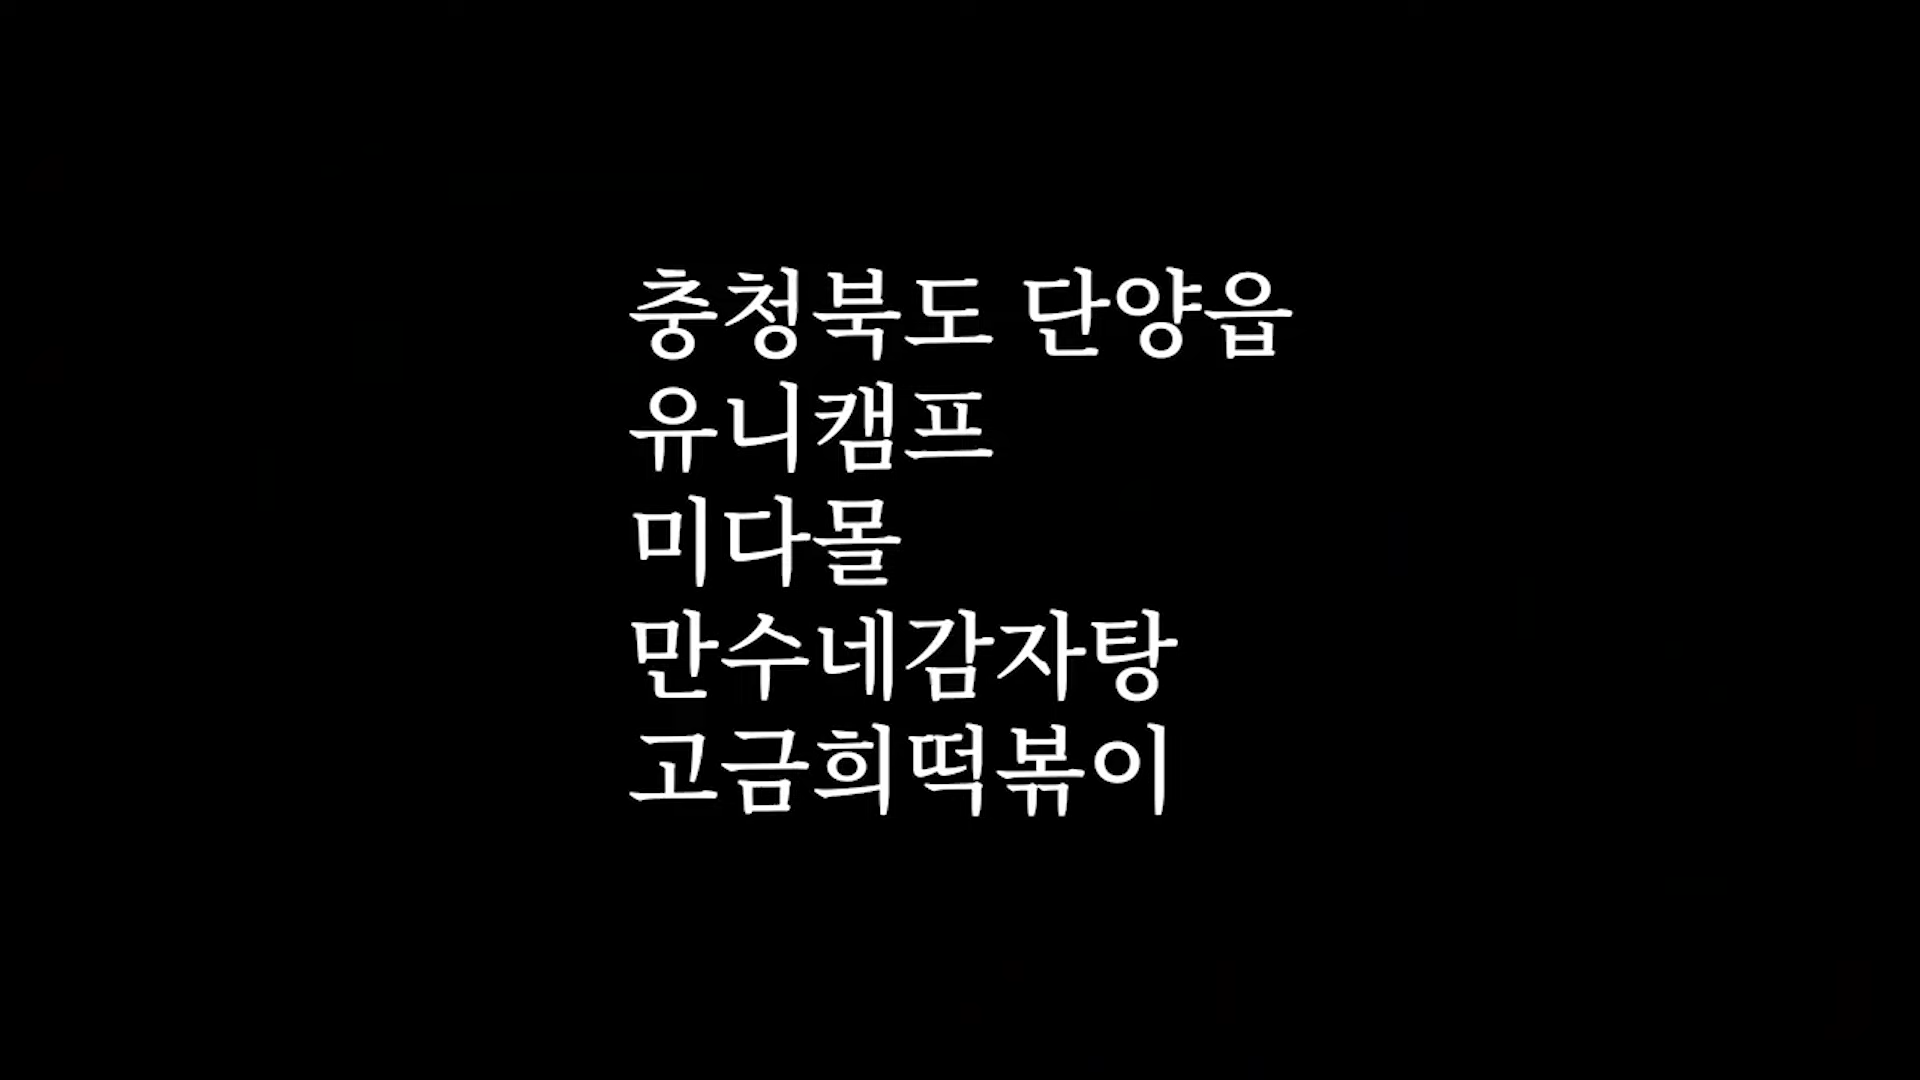 충청북도 단양읍
유니캠프
미다몰
만수네감자탕
고금희떡볶이